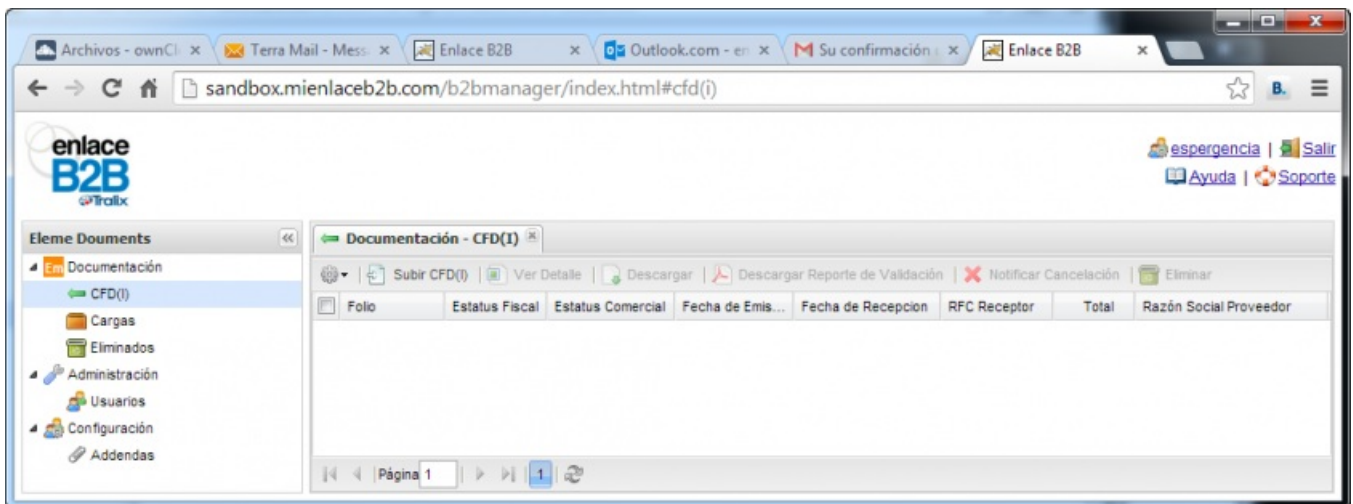 Archivos - ownCl Terra Mail - Mess Enlace B2B Outlook.com - en Su confirmación Enlace B2B
sandbox.mienlaceb2b.com/b2bmanager/index.html#cfd(i) B.
enlace
B2B
Tralix
espergencia | Salir
Ayuda | Soporte
Eleme Douments
Documentación - CFD(I)
Em Documentación
CFD(I)
Cargas
Eliminados
Administración
Usuarios
Configuración
Addendas
Subir CFD(I) | Ver Detalle | Descargar | Descargar Reporte de Validación | Notificar Cancelación | Eliminar
Folio Estatus Fiscal Estatus Comercial Fecha de Emis... Fecha de Recepcion RFC Receptor Total Razón Social Proveedor
Página 1 1